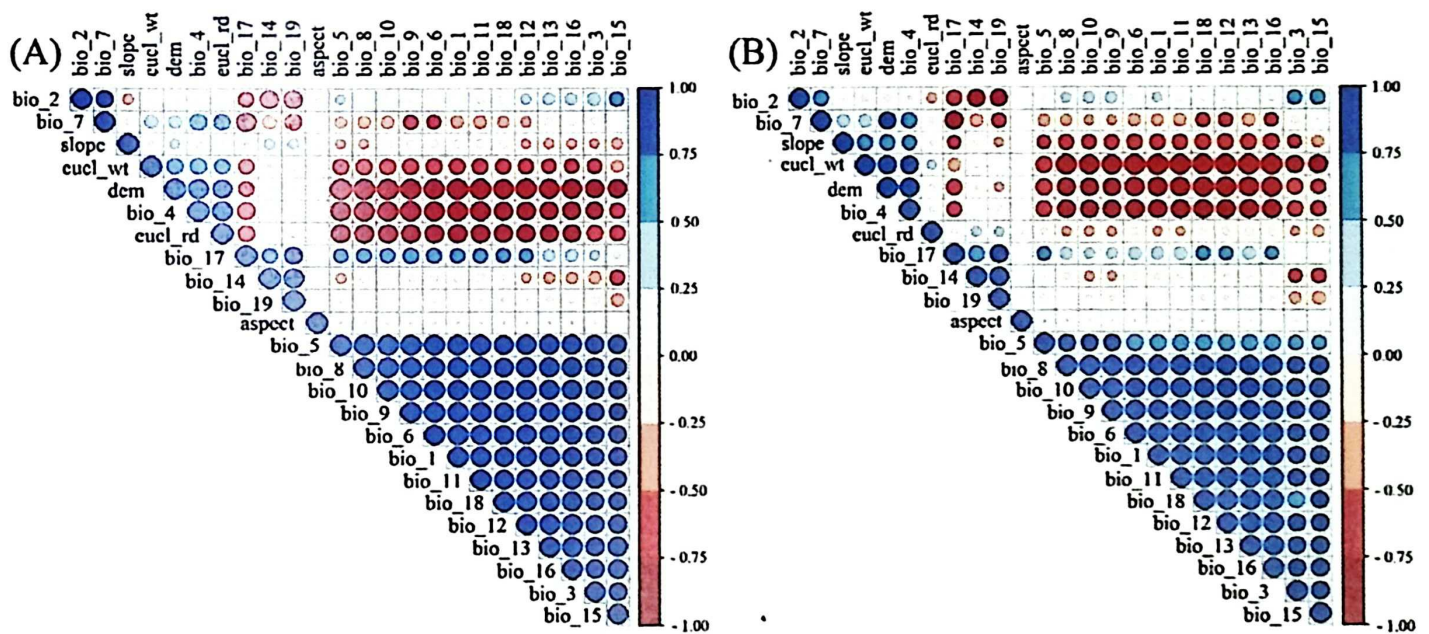 (A)
bio_2 bio_7 slope eucl_wt dem bio_4 eucl_rd bio_17 bio_14 bio_19 aspect bio_5 bio_8 bio_10 bio_9 bio_6 bio_1 bio_11 bio_18 bio_12 bio_13 bio_16 bio_3 bio_15
bio_2
bio_7
slope
eucl_wt
dem
bio_4
eucl_rd
bio_17
bio_14
bio_19
aspect
bio_5
bio_8
bio_10
bio_9
bio_6
bio_1
bio_11
bio_18
bio_12
bio_13
bio_16
bio_3
bio_15
1.00
0.75
0.50
0.25
0.00
- 0.25
- 0.50
- 0.75
- 1.00
(B)
bio_2 bio_7 slope eucl_wt dem bio_4 eucl_rd bio_17 bio_14 bio_19 aspect bio_5 bio_8 bio_10 bio_9 bio_6 bio_1 bio_11 bio_18 bio_12 bio_13 bio_16 bio_3 bio_15
bio_2
bio_7
slope
eucl_wt
dem
bio_4
eucl_rd
bio_17
bio_14
bio_19
aspect
bio_5
bio_8
bio_10
bio_9
bio_6
bio_1
bio_11
bio_18
bio_12
bio_13
bio_16
bio_3
bio_15
1.00
0.75
0.50
0.25
0.00
- 0.25
- 0.50
- 0.75
- 1.00